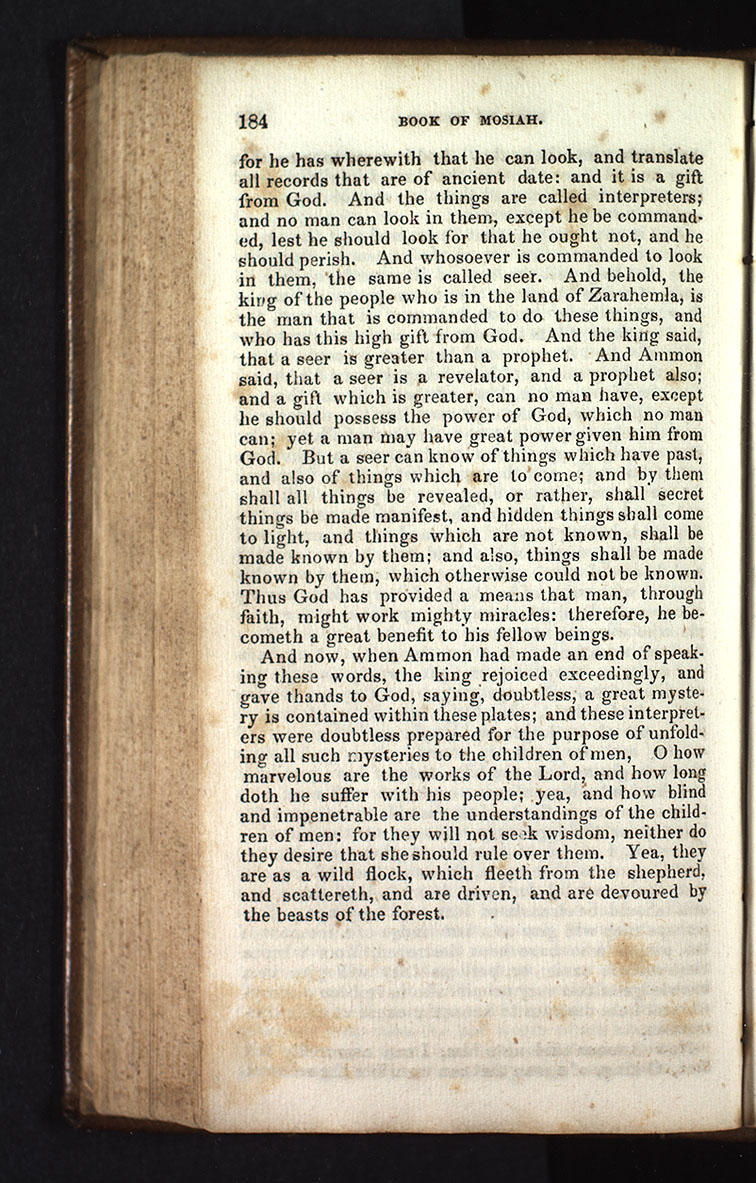 184 BOOK OF MOSIAH.
for he has wherewith that he can look, and translate
all records that are of ancient date: and it is a gift
from God. And the things are called interpreters;
and no man can look in them, except he be command-
ed, lest he should look for that he ought not, and he
should perish. And whosoever is commanded to look
in them, the same is called seer. And behold, the
king of the people who is in the land of Zarahemla, is
the man that is commanded to do these things, and
who has this high gift from God. And the king said,
that a seer is greater than a prophet. And Ammon
said, that a seer is a revelator, and a prophet also;
and a gift which is greater, can no man have, except
he should possess the power of God, which no man
can; yet a man may have great power given him from
God. But a seer can know of things which have past,
and also of things which are to come; and by them
shall all things be revealed, or rather, shall secret
things be made manifest, and hidden things shall come
to light, and things which are not known, shall be
made known by them; and also, things shall be made
known by them, which otherwise could not be known.
Thus God has provided a means that man, through
faith, might work mighty miracles: therefore, he be-
cometh a great benefit to his fellow beings.
And now, when Ammon had made an end of speak-
ing these words, the king rejoiced exceedingly, and
gave thands to God, saying, doubtless, a great myste-
ry is contained within these plates; and these interpret-
ers were doubtless prepared for the purpose of unfold-
ing all such mysteries to the children of men, O how
marvelous are the works of the Lord, and how long
doth he suffer with his people; yea, and how blind
and impenetrable are the understandings of the child-
ren of men: for they will not seek wisdom, neither do
they desire that she should rule over them. Yea, they
are as a wild flock, which fleeth from the shepherd,
and scattereth, and are driven, and are devoured by
the beasts of the forest.